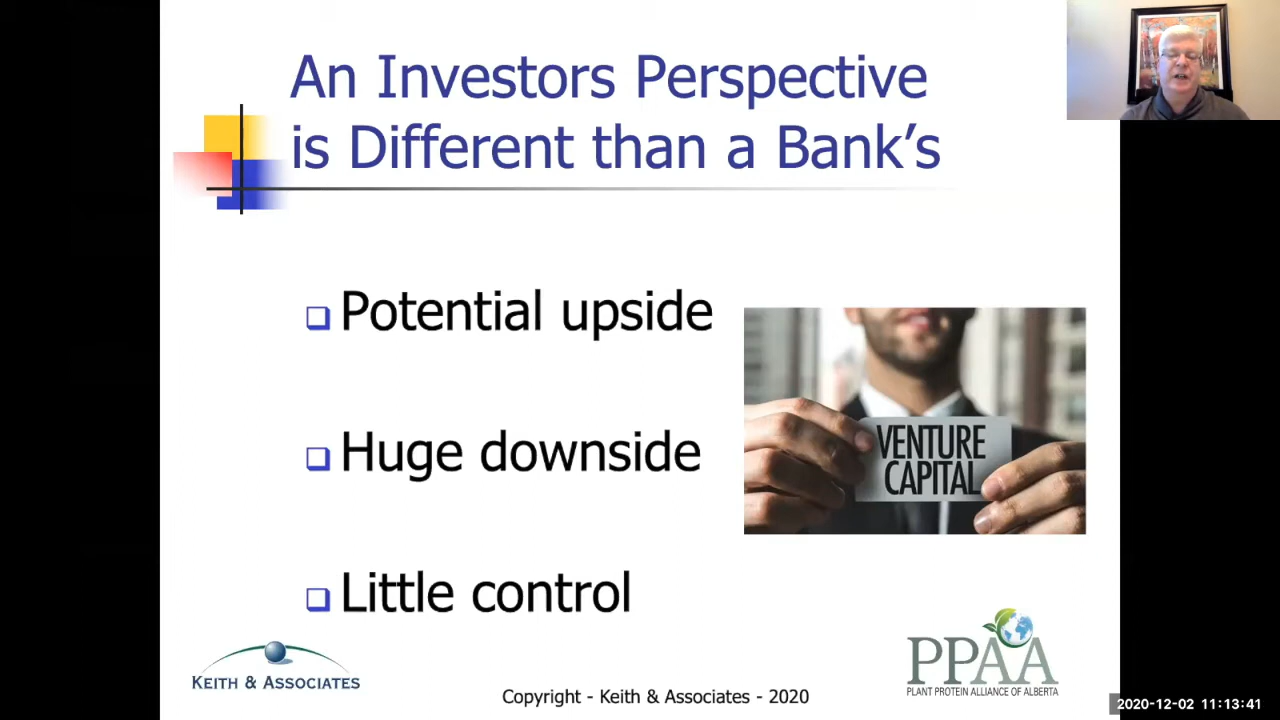 An Investors Perspective
is Different than a Bank's
Potential upside
Huge downside
Little control
VENTURE
CAPITAL
KEITH & ASSOCIATES
Copyright - Keith & Associates - 2020
PPAA
PLANT PROTEIN ALLIANCE OF ALBERTA
2020-12-02 11:13:41